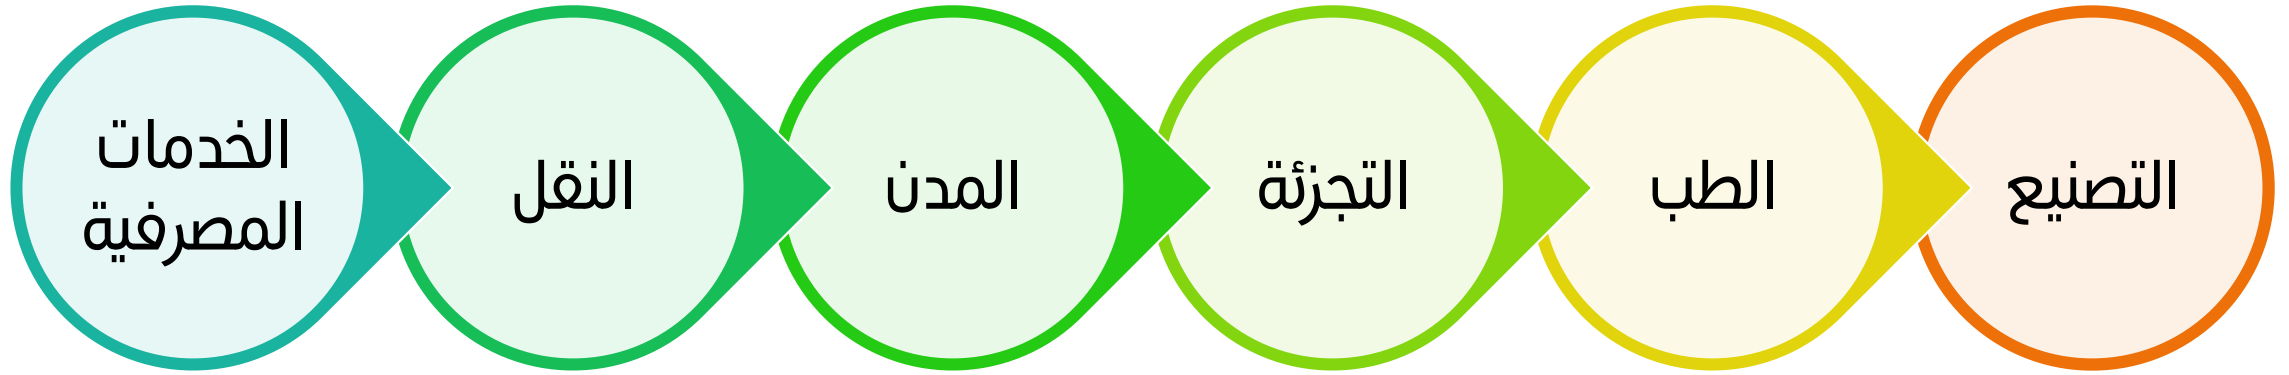 الخدمات
المصرفية
النقل
المدن
التجزئة
الطب
التصنيع